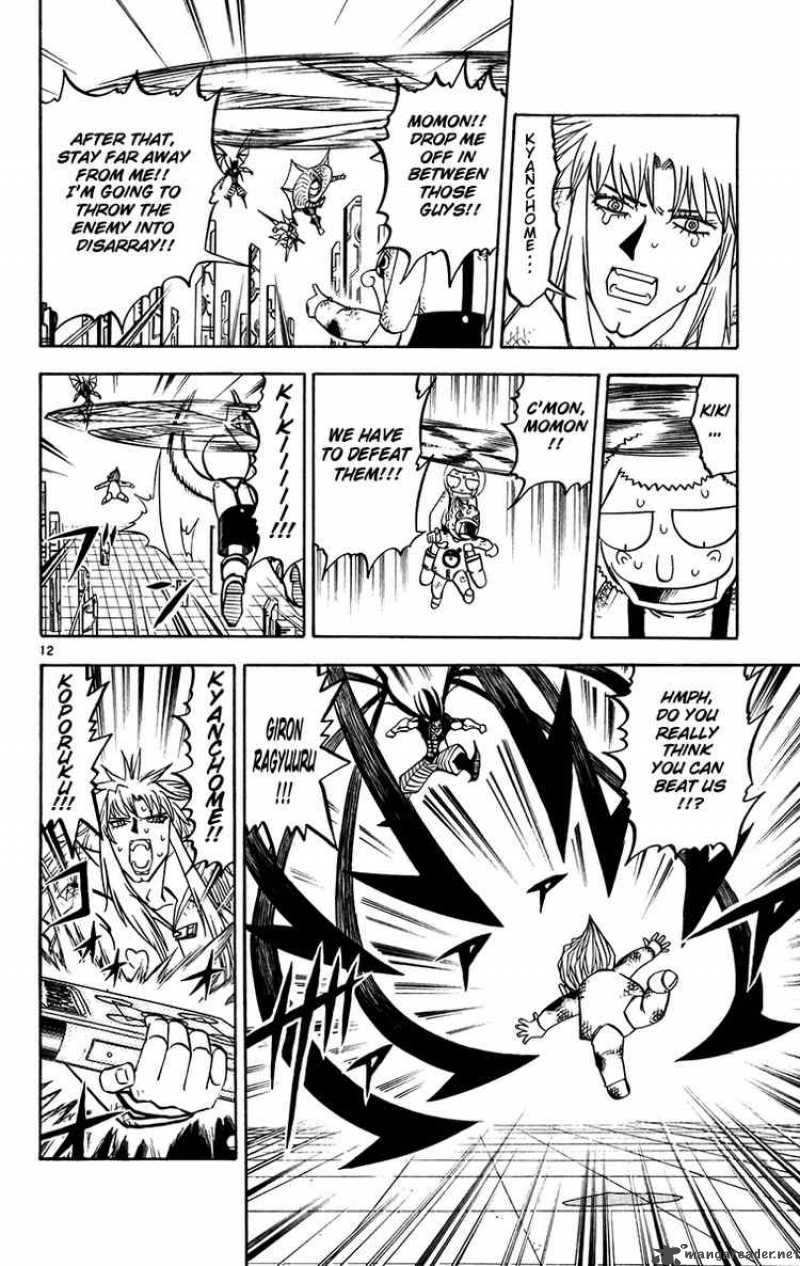 KYANCHOME...
MOMON!!
DROP ME
OFF IN
BETWEEN
THOSE
GUYS!!
AFTER THAT,
STAY FAR AWAY
FROM ME!!
I'M GOING TO
THROW THE
ENEMY INTO
DISARRAY!!
KIKI
...
C'MON,
MOMON
!!
WE HAVE
TO DEFEAT
THEM!!!
KIKIIIIII!!!
12
HMPH,
DO YOU
REALLY
THINK
YOU CAN
BEAT US
!!?
GIRON
RAGYUURU
!!!
KYANCHOME!!
KOPORUKU!!!
mangareader.net